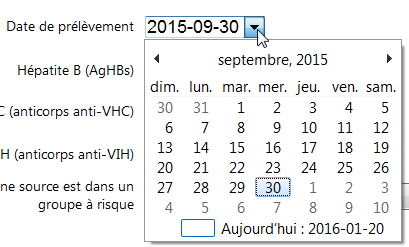 Date de prélèvement 2015-09-30
septembre, 2015
dim. lun. mar. mer. jeu. ven. sam.
30 31 1 2 3 4 5
6 7 8 9 10 11 12
13 14 15 16 17 18 19
20 21 22 23 24 25 26
27 28 29 30 1 2 3
4 5 6 7 8 9 10
Aujourd'hui : 2016-01-20
Hépatite B (AgHBs)
C (anticorps anti-VHC)
H (anticorps anti-VIH)
ne source est dans un
groupe à risque